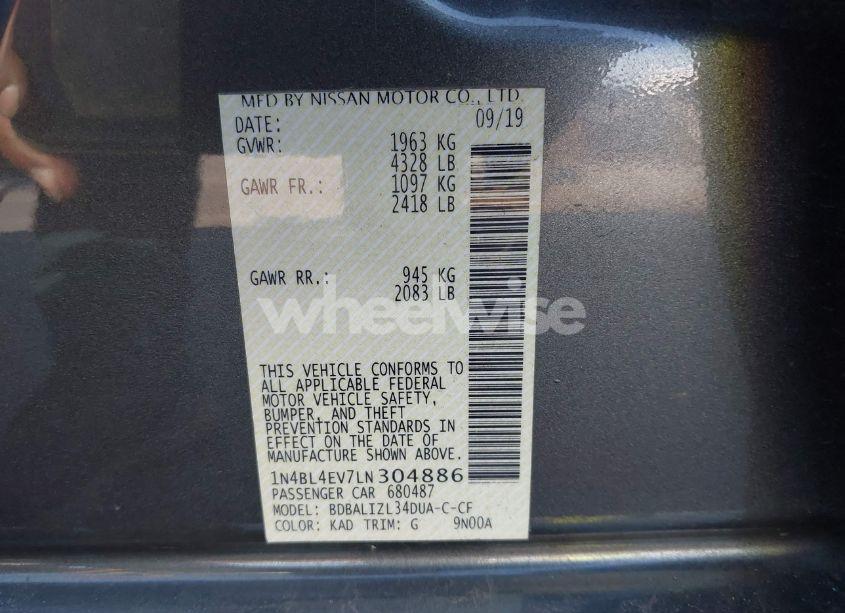 MFD BY NISSAN MOTOR CO., LTD.
DATE: 09/19
GVWR: 1963 KG
4328 LB
GAWR FR.: 1097 KG
2418 LB
GAWR RR.: 945 KG
2083 LB
wheelwise
THIS VEHICLE CONFORMS TO
ALL APPLICABLE FEDERAL
MOTOR VEHICLE SAFETY,
BUMPER, AND THEFT
PREVENTION STANDARDS IN
EFFECT ON THE DATE OF
MANUFACTURE SHOWN ABOVE.
1N4BL4EV7LN304886
PASSENGER CAR 680487
MODEL: BDBALIZL34DUA-C-CF
COLOR: KAD TRIM: G 9N00A